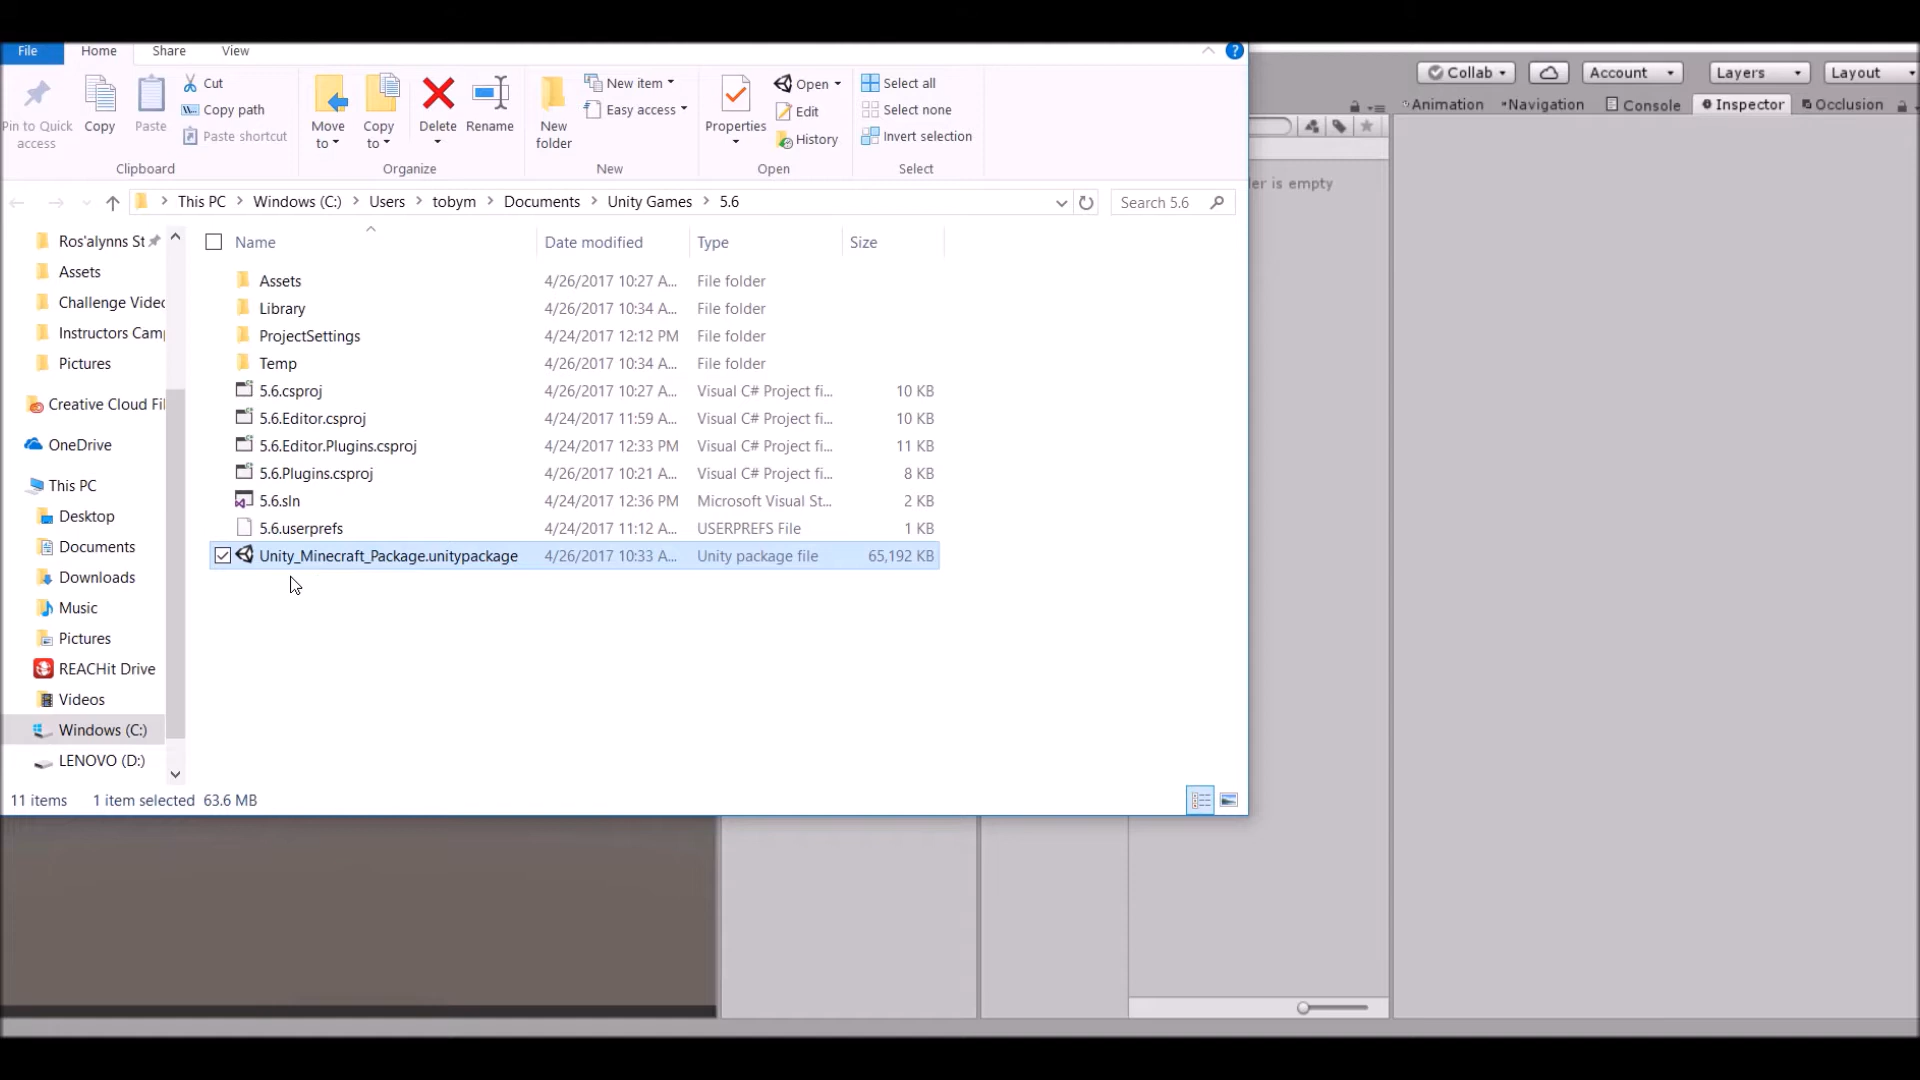 File Home Share View
Pin to Quick access
Copy
Paste
Cut
Copy path
Paste shortcut
Clipboard
Move to
Copy to
Delete
Rename
Organize
New folder
New item
Easy access
New
Properties
Open
Edit
History
Open
Select all
Select none
Invert selection
Select
Collab Account Layers Layout
Animation Navigation Console Inspector Occlusion
is empty
This PC Windows (C:) Users tobym Documents Unity Games 5.6
Search 5.6
Ros'alynns St
Assets
Challenge Videc
Instructors Cam
Pictures
Creative Cloud Fil
OneDrive
This PC
Desktop
Documents
Downloads
Music
Pictures
REACHit Drive
Videos
Windows (C:)
LENOVO (D:)
Name Date modified Type Size
Assets 4/26/2017 10:27 A... File folder
Library 4/26/2017 10:34 A... File folder
ProjectSettings 4/24/2017 12:12 PM File folder
Temp 4/26/2017 10:34 A... File folder
5.6.csproj 4/26/2017 10:27 A... Visual C# Project fi... 10 KB
5.6.Editor.csproj 4/24/2017 11:59 A... Visual C# Project fi... 10 KB
5.6.Editor.Plugins.csproj 4/24/2017 12:33 PM Visual C# Project fi... 11 KB
5.6.Plugins.csproj 4/26/2017 10:21 A... Visual C# Project fi... 8 KB
5.6.sln 4/24/2017 12:36 PM Microsoft Visual St... 2 KB
5.6.userprefs 4/24/2017 11:12 A... USERPREFS File 1 KB
Unity_Minecraft_Package.unitypackage 4/26/2017 10:33 A... Unity package file 65,192 KB
11 items 1 item selected 63.6 MB